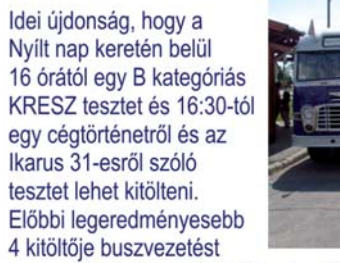 Idei újdonság, hogy a
Nyílt nap keretén belül
16 órától egy B kategóriás
KRESZ tesztet és 16:30-tól
egy cégtörténetről és az
Ikarus 31-esről szóló
tesztet lehet kitölteni.
Előbbi legeredményesebb
4 kitöltője buszvezetést